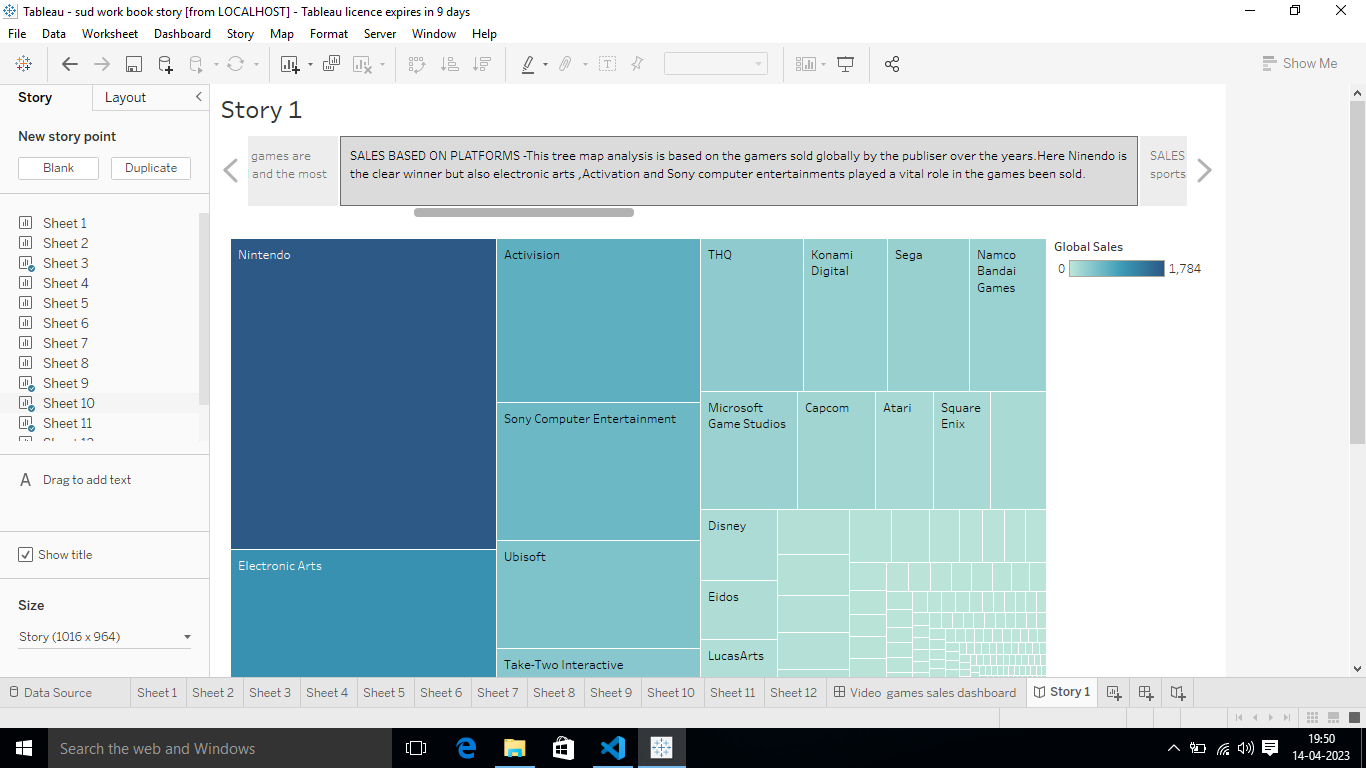 Tableau - sud work book story [from LOCALHOST] - Tableau licence expires in 9 days
File Data Worksheet Dashboard Story Map Format Server Window Help
Show Me
Story Layout
New story point
Blank Duplicate
Sheet 1
Sheet 2
Sheet 3
Sheet 4
Sheet 5
Sheet 6
Sheet 7
Sheet 8
Sheet 9
Sheet 10
Sheet 11
A Drag to add text
Show title
Size
Story (1016 x 964)
Story 1
games are
and the most
SALES BASED ON PLATFORMS -This tree map analysis is based on the gamers sold globally by the publiser over the years.Here Ninendo is
the clear winner but also electronic arts ,Activation and Sony computer entertainments played a vital role in the games been sold.
SALES
sports
Nintendo
Electronic Arts
Activision
Sony Computer Entertainment
Ubisoft
Take-Two Interactive
THQ
Konami
Digital
Sega
Namco
Bandai
Games
Microsoft
Game Studios
Capcom
Atari
Square
Enix
Disney
Eidos
LucasArts
Global Sales
0 1,784
Data Source Sheet 1 Sheet 2 Sheet 3 Sheet 4 Sheet 5 Sheet 6 Sheet 7 Sheet 8 Sheet 9 Sheet 10 Sheet 11 Sheet 12 Video games sales dashboard Story 1
Search the web and Windows
19:50
14-04-2023